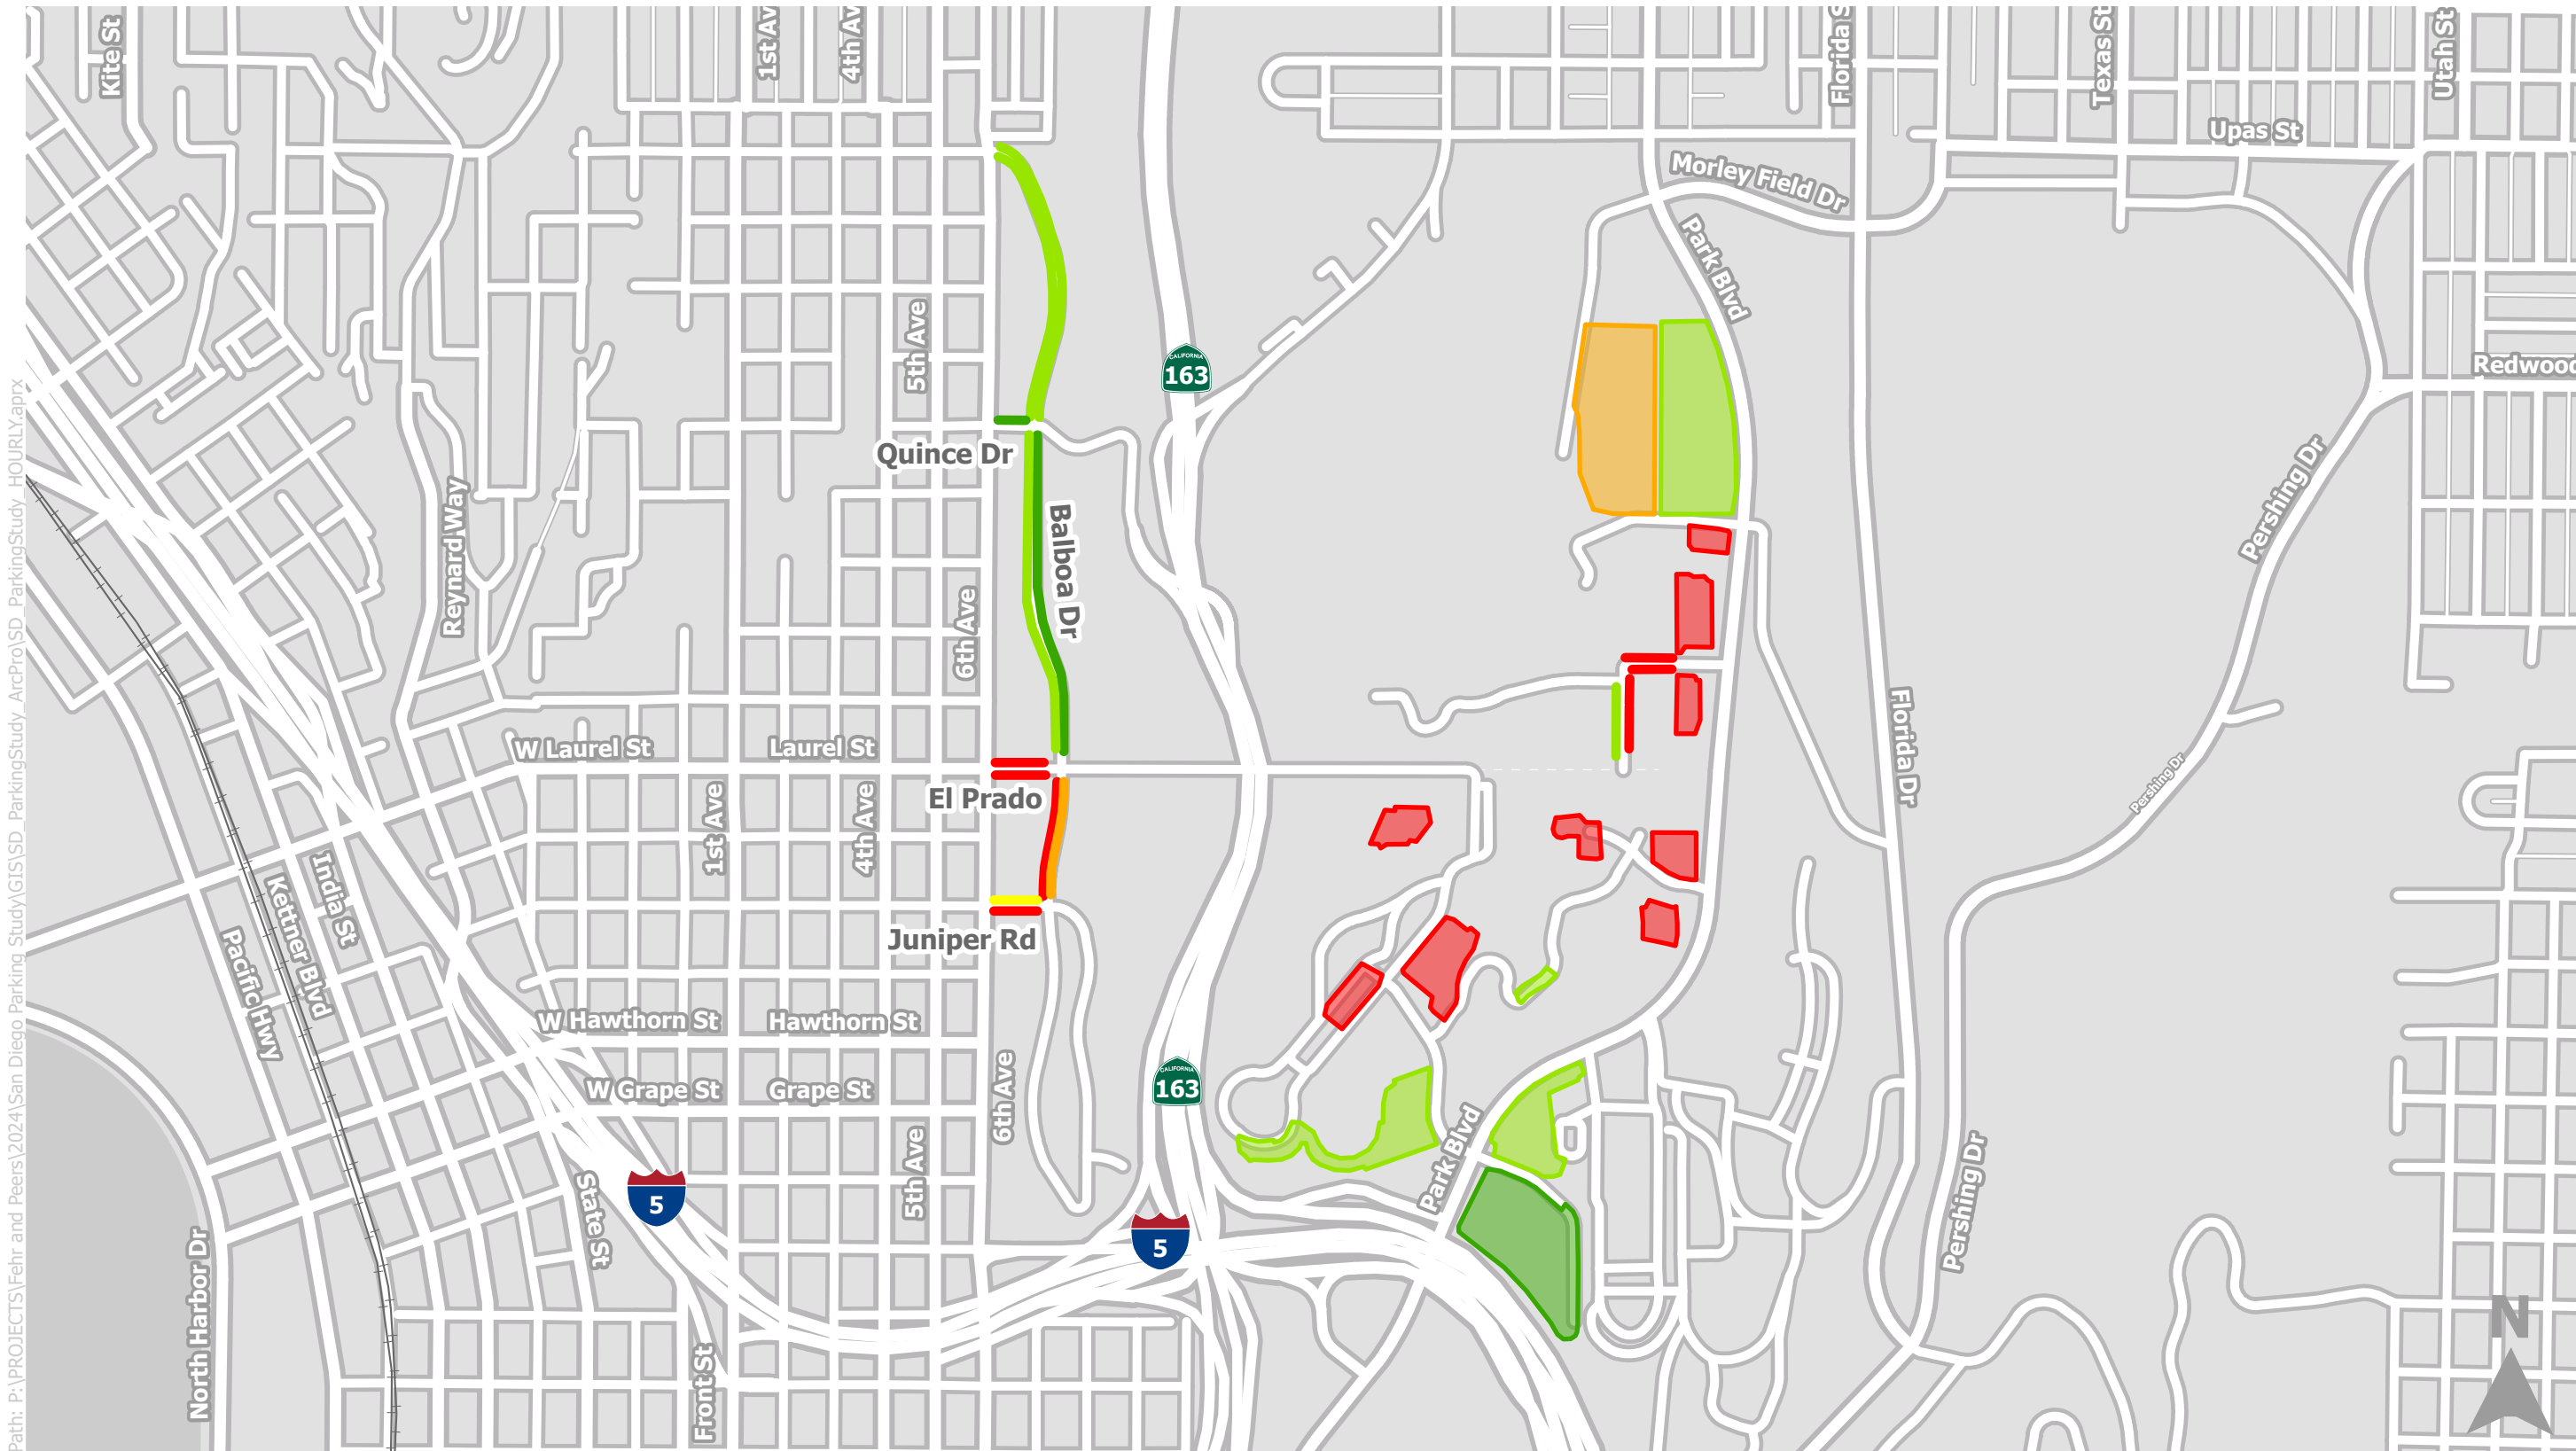 Kite St
1st Av
4th Av
Florida S
Texas St
Utah St
Upas St
Morley Field Dr
Park Blvd
5th Ave
CALIFORNIA
163
Redwood
Quince Dr
Reynard Way
Balboa Dr
Pershing Dr
6th Ave
Florida Dr
W Laurel St
Laurel St
El Prado
1st Ave
4th Ave
Pershing Dr
India St
Kettner Blvd
Pacific Hwy
Juniper Rd
W Hawthorn St
Hawthorn St
6th Ave
CALIFORNIA
163
W Grape St
Grape St
Park Blvd
5th Ave
5
State St
5
Pershing Dr
North Harbor Dr
Front St
N
Path: P:\PROJECTS\Fehr and Peers\2024\San Diego Parking Study\GIS\SD_ParkingStudy_ArcPro\SD_ParkingStudy_HOURLY.aprx